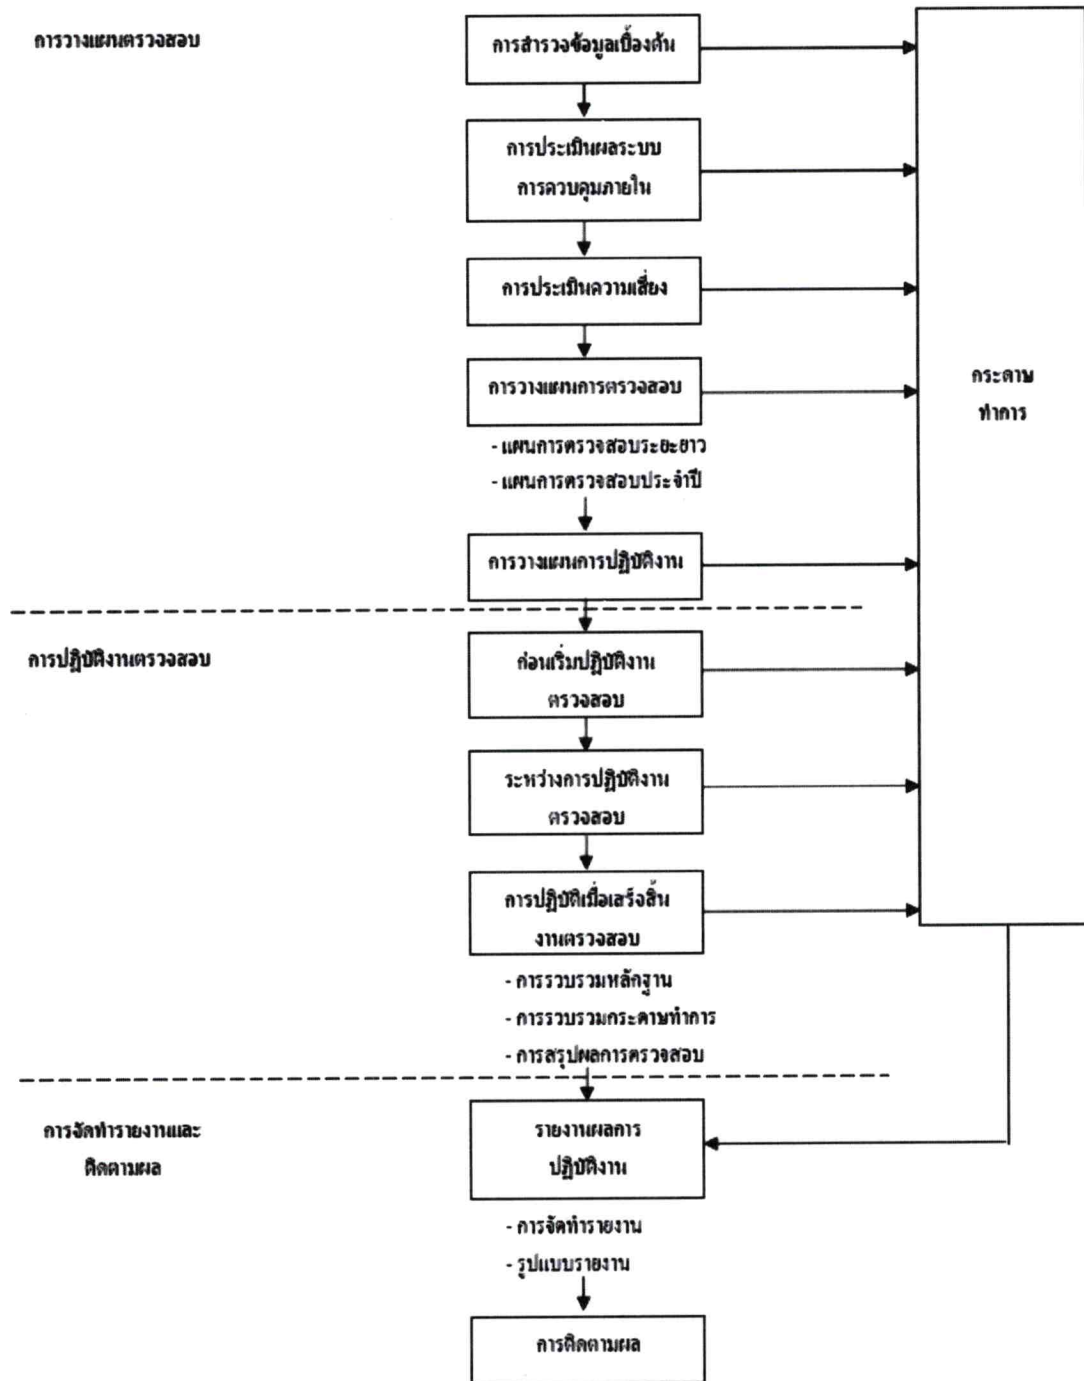 การวางแผนตรวจสอบ
การสำรวจข้อมูลเบื้องต้น
การประเมินผลระบบ
การควบคุมภายใน
การประเมินความเสี่ยง
การวางแผนการตรวจสอบ
- แผนการตรวจสอบระยะยาว
- แผนการตรวจสอบประจำปี
การวางแผนการปฏิบัติงาน
กระดาษ
ทำการ
การปฏิบัติงานตรวจสอบ
ก่อนเริ่มปฏิบัติงาน
ตรวจสอบ
ระหว่างการปฏิบัติงาน
ตรวจสอบ
การปฏิบัติเมื่อเสร็จสิ้น
งานตรวจสอบ
- การรวบรวมหลักฐาน
- การรวบรวมกระดาษทำการ
- การสรุปผลการตรวจสอบ
การจัดทำรายงานและ
ติดตามผล
รายงานผลการ
ปฏิบัติงาน
- การจัดทำรายงาน
- รูปแบบรายงาน
การติดตามผล